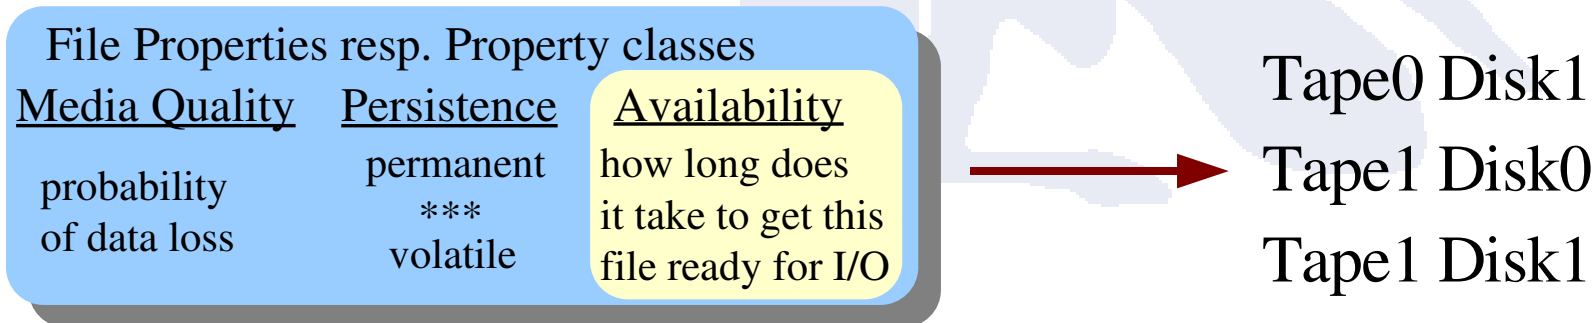 File Properties resp. Property classes
Media Quality
probability
of data loss
Persistence
permanent
***
volatile
Availability
how long does
it take to get this
file ready for I/O
Tape0 Disk1
Tape1 Disk0
Tape1 Disk1